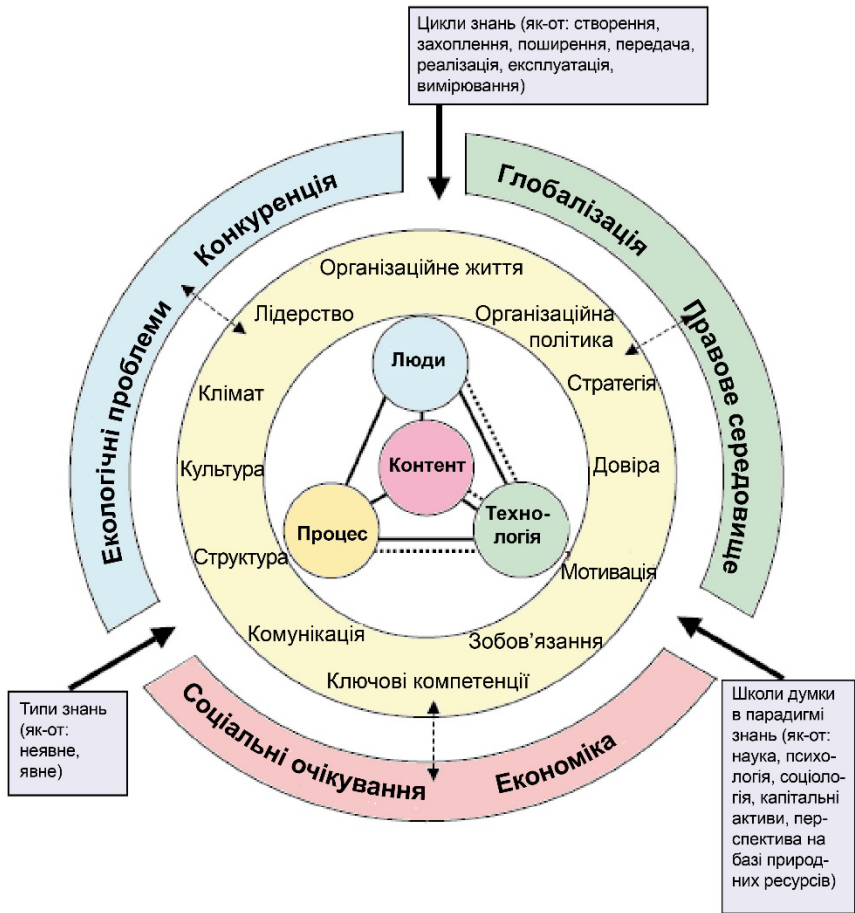 Цикли знань (як-от: створення,
захоплення, поширення, передача,
реалізація, експлуатація,
вимірювання)
Конкуренція
Екологічні проблеми
Глобалізація
Правове середовище
Організаційне життя
Лідерство
Організаційна
політика
Клімат
Стратегія
Культура
Довіра
Структура
Мотивація
Комунікація
Зобов’язання
Ключові компетенції
Люди
Контент
Процес
Техно-
логія
Соціальні очікування
Економіка
Типи знань
(як-от:
неявне,
явне)
Школи думки
в парадигмі
знань (як-от:
наука, психо-
логія, соціоло-
гія, капітальні
активи, пер-
спектива на
базі природ-
них ресурсів)